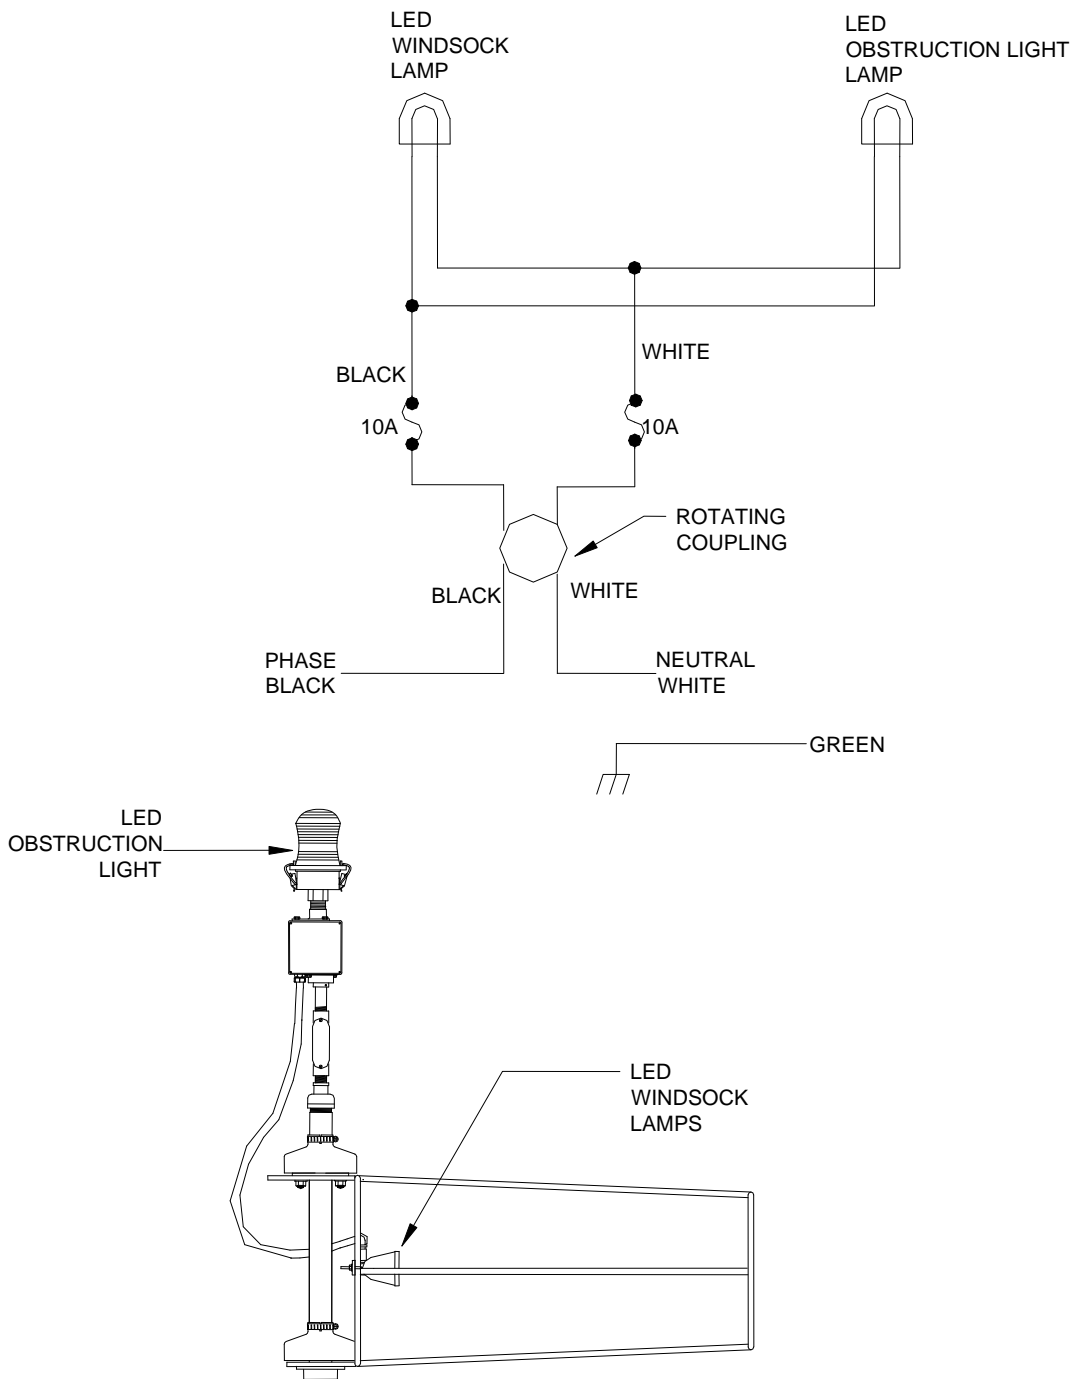 LED
WINDSOCK
LAMP
LED
OBSTRUCTION LIGHT
LAMP
WHITE
BLACK
10A
10A
ROTATING
COUPLING
BLACK
WHITE
PHASE
BLACK
NEUTRAL
WHITE
GREEN
LED
OBSTRUCTION
LIGHT
LED
WINDSOCK
LAMPS